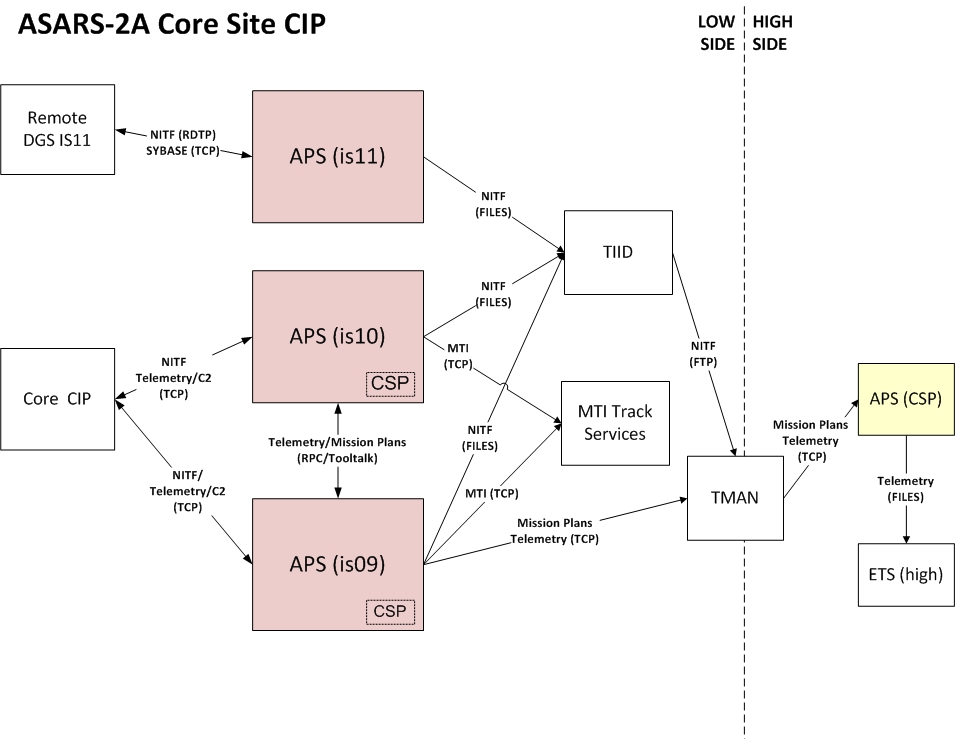 ASARS-2A Core Site CIP
LOW SIDE
HIGH SIDE
Remote
DGS IS11
NITF (RDTP)
SYBASE (TCP)
APS (is11)
NITF
(FILES)
TIID
APS (is10)
CSP
NITF
(FILES)
MTI
(TCP)
NITF
(FTP)
Core CIP
NITF
Telemetry/C2
(TCP)
MTI Track
Services
APS (CSP)
Telemetry/Mission Plans
(RPC/Tooltalk)
NITF
(FILES)
Mission Plans
Telemetry
(TCP)
NITF/
Telemetry/C2
(TCP)
MTI (TCP)
TMAN
Telemetry
(FILES)
APS (is09)
CSP
Mission Plans
Telemetry (TCP)
ETS (high)